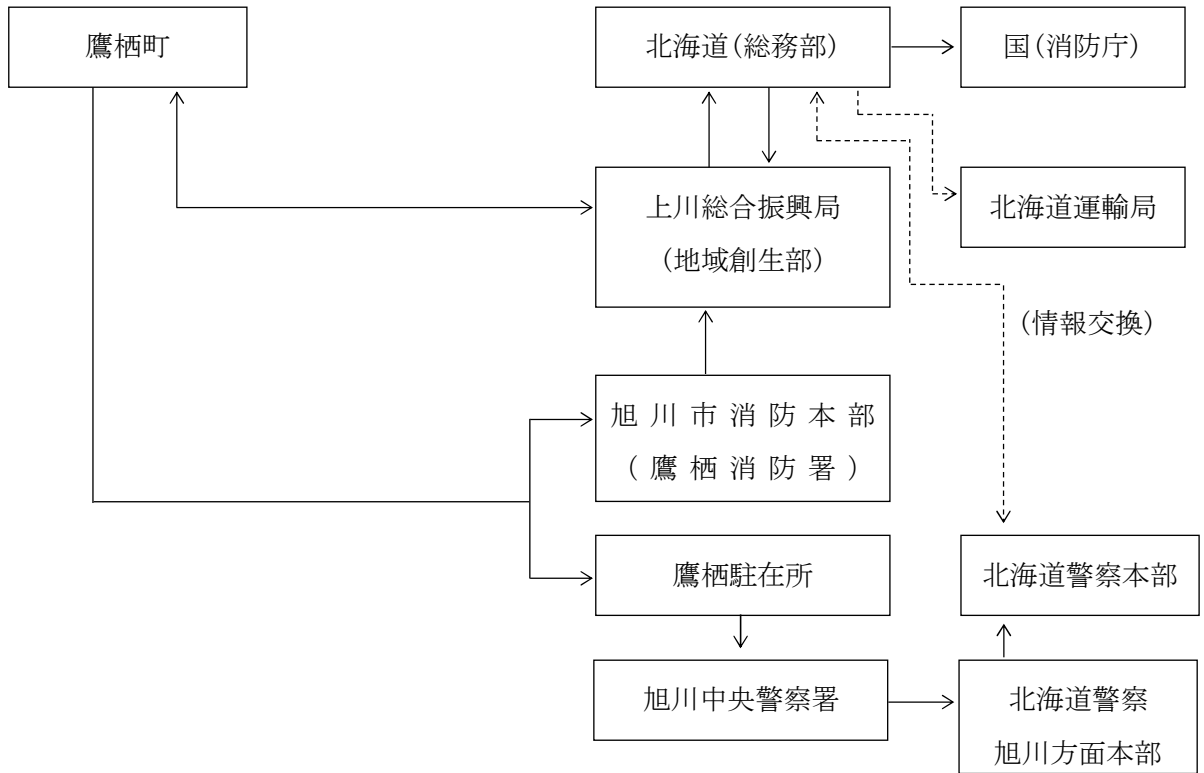 鷹栖町
北海道(総務部)
国(消防庁)
上川総合振興局
(地域創生部)
北海道運輸局
(情報交換)
旭川市消防本部
(鷹栖消防署)
鷹栖駐在所
北海道警察本部
旭川中央警察署
北海道警察
旭川方面本部